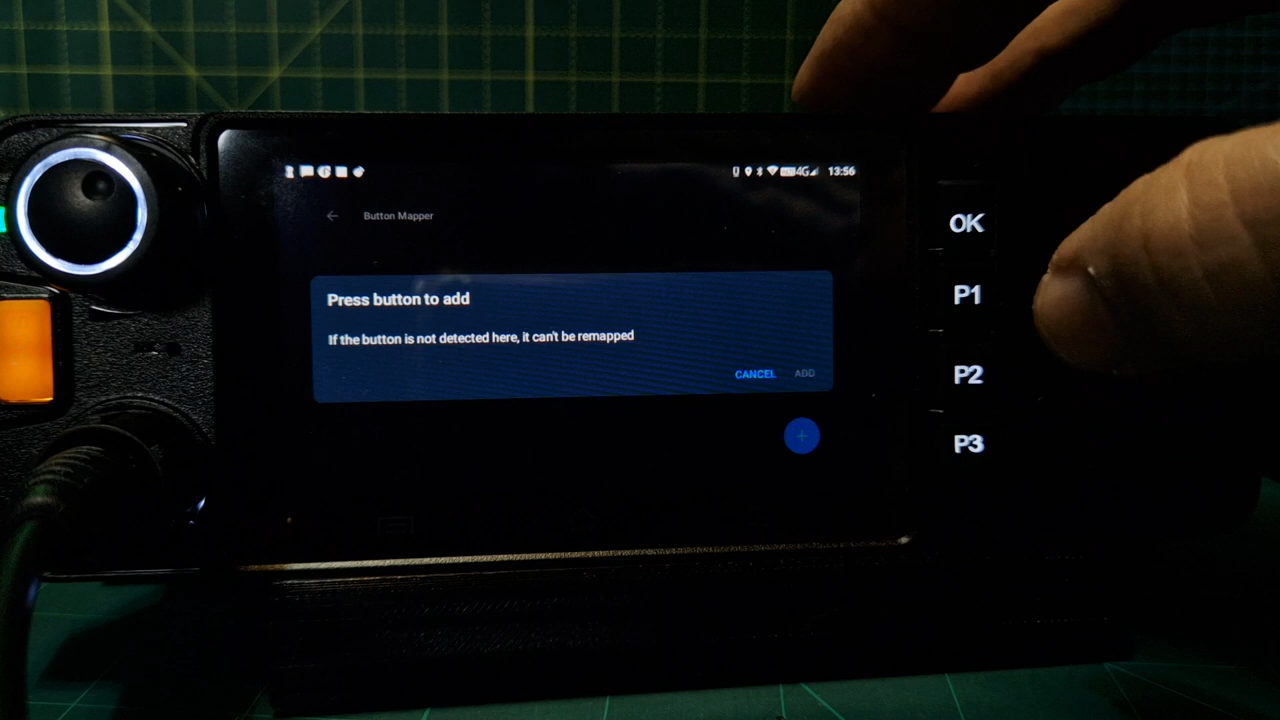 4G 13:56
Button Mapper
Press button to add
If the button is not detected here, it can't be remapped
CANCEL ADD
OK
P1
P2
P3